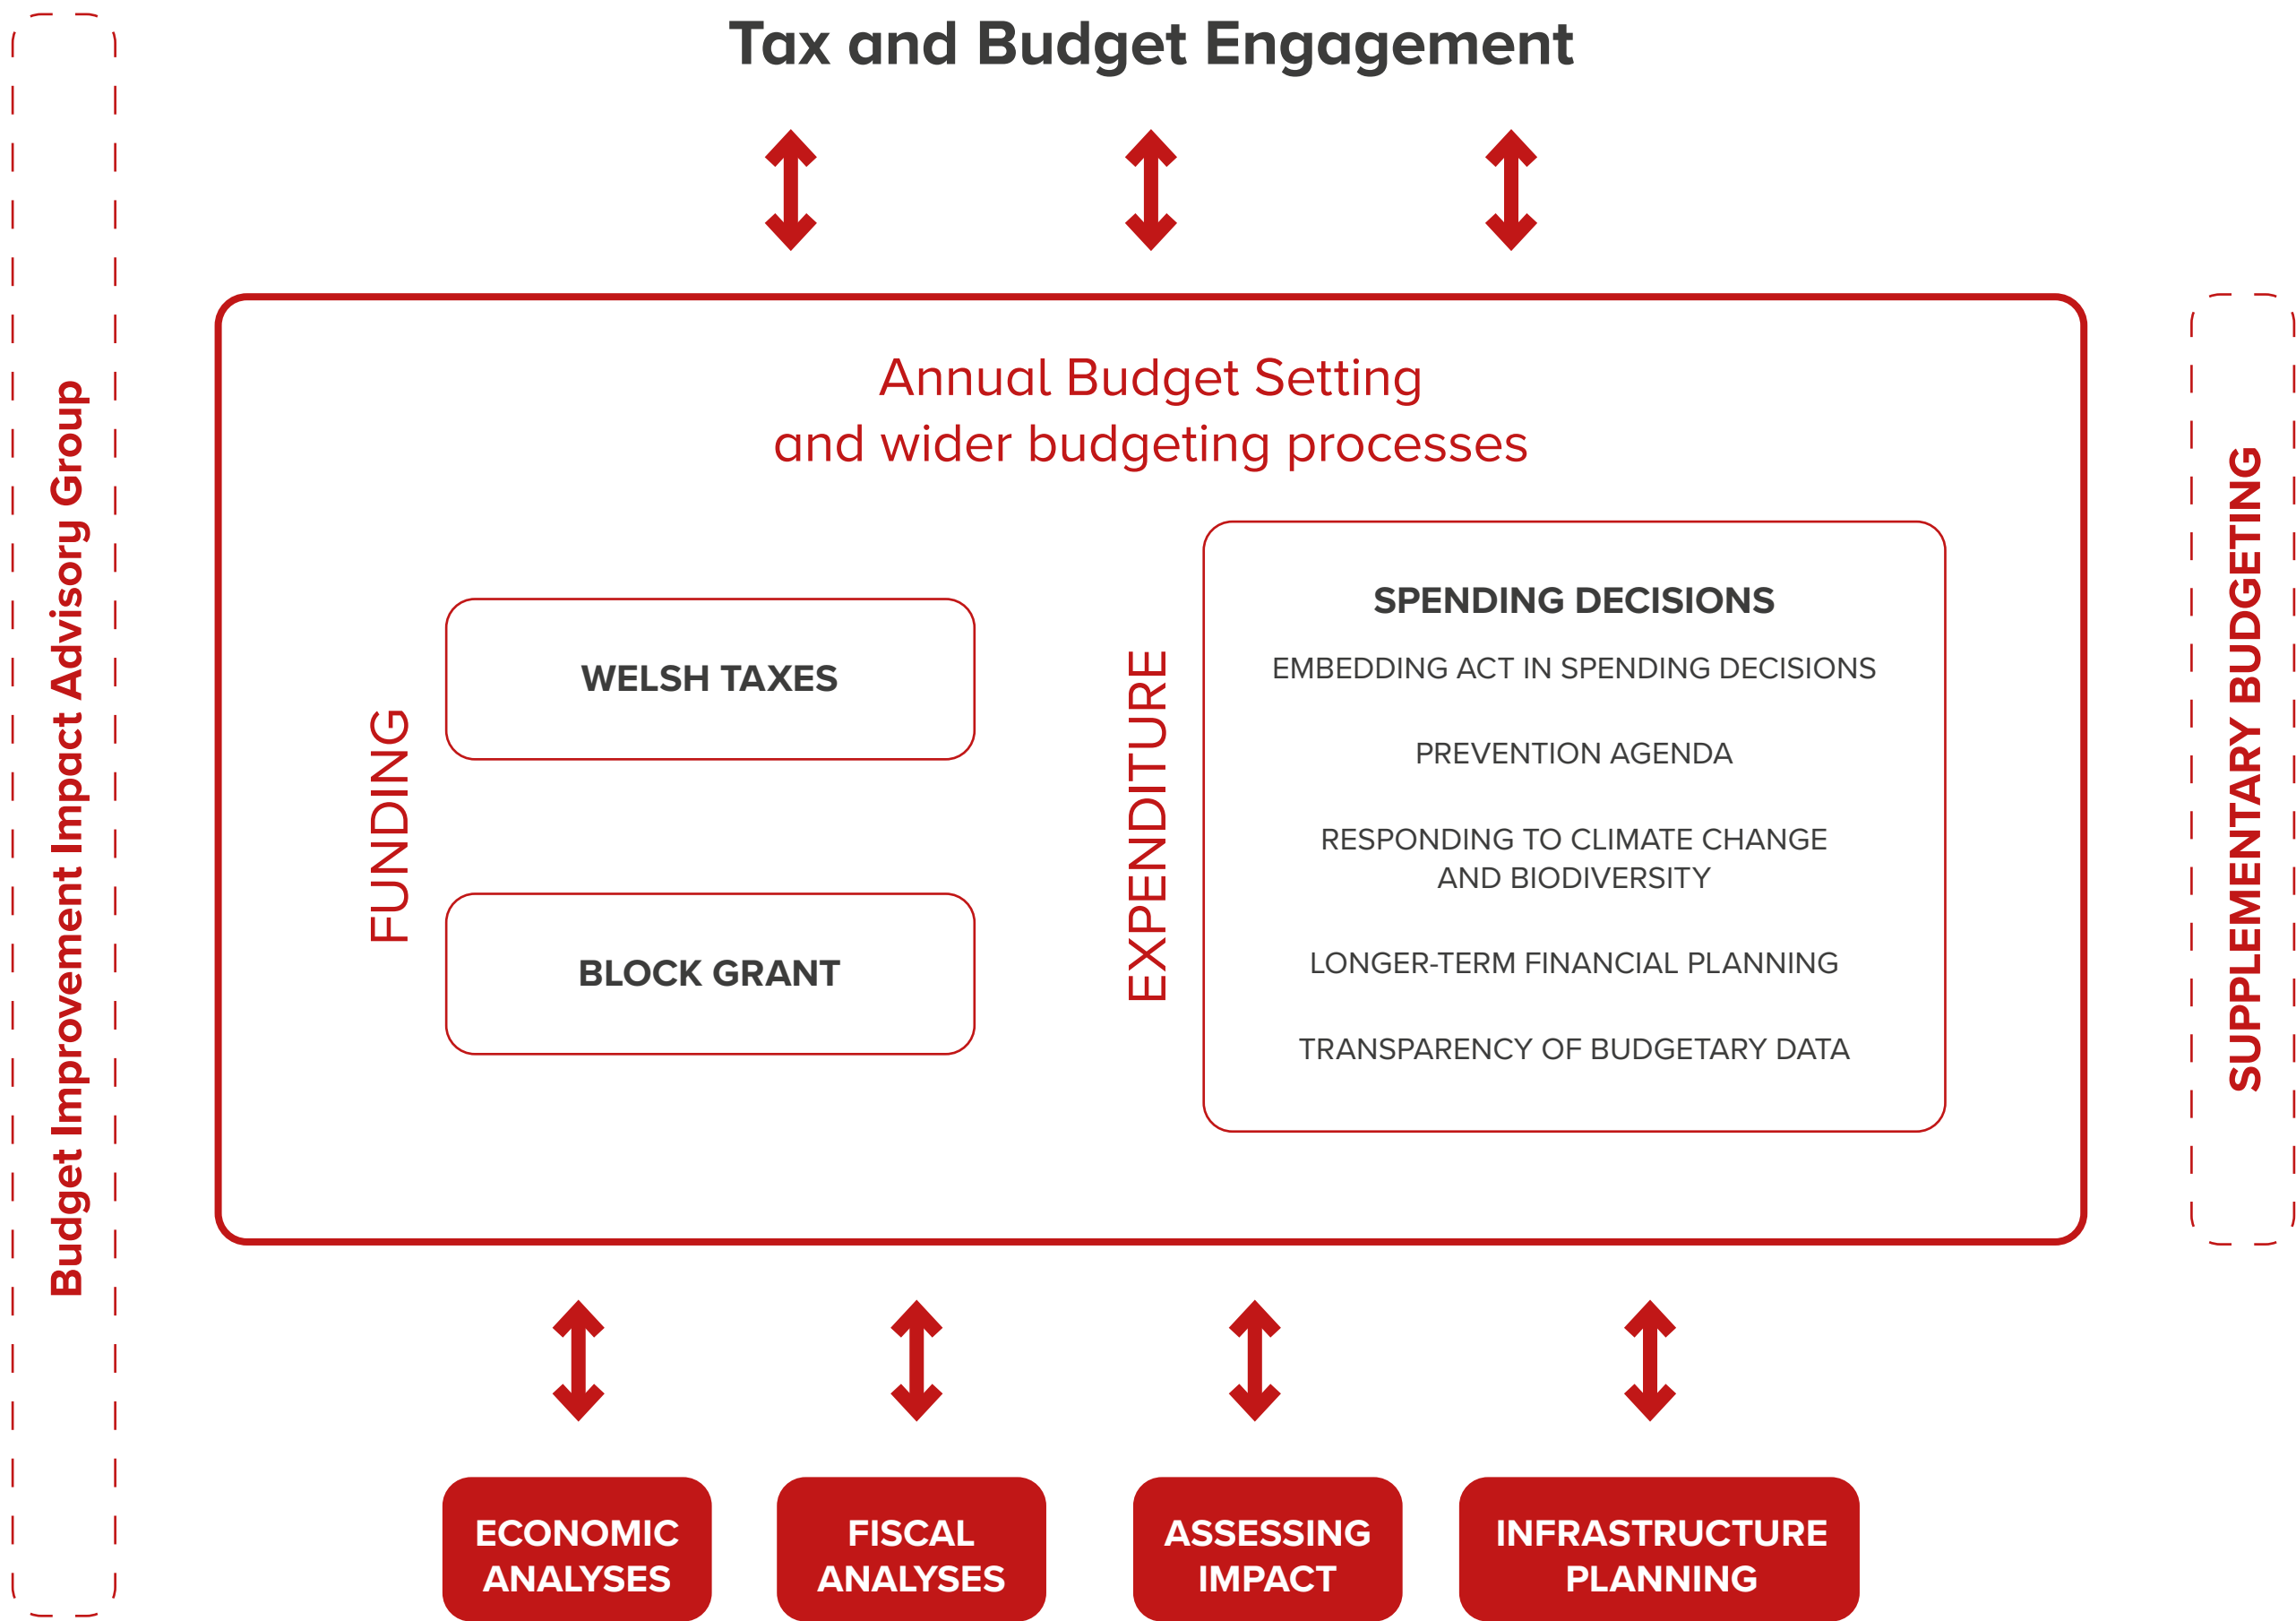 Tax and Budget Engagement
Budget Improvement Impact Advisory Group
Annual Budget Setting
and wider budgeting processes
FUNDING
WELSH TAXES
BLOCK GRANT
EXPENDITURE
SPENDING DECISIONS
EMBEDDING ACT IN SPENDING DECISIONS
PREVENTION AGENDA
RESPONDING TO CLIMATE CHANGE
AND BIODIVERSITY
LONGER-TERM FINANCIAL PLANNING
TRANSPARENCY OF BUDGETARY DATA
SUPPLEMENTARY BUDGETING
ECONOMIC
ANALYSES
FISCAL
ANALYSES
ASSESSING
IMPACT
INFRASTRUCTURE
PLANNING